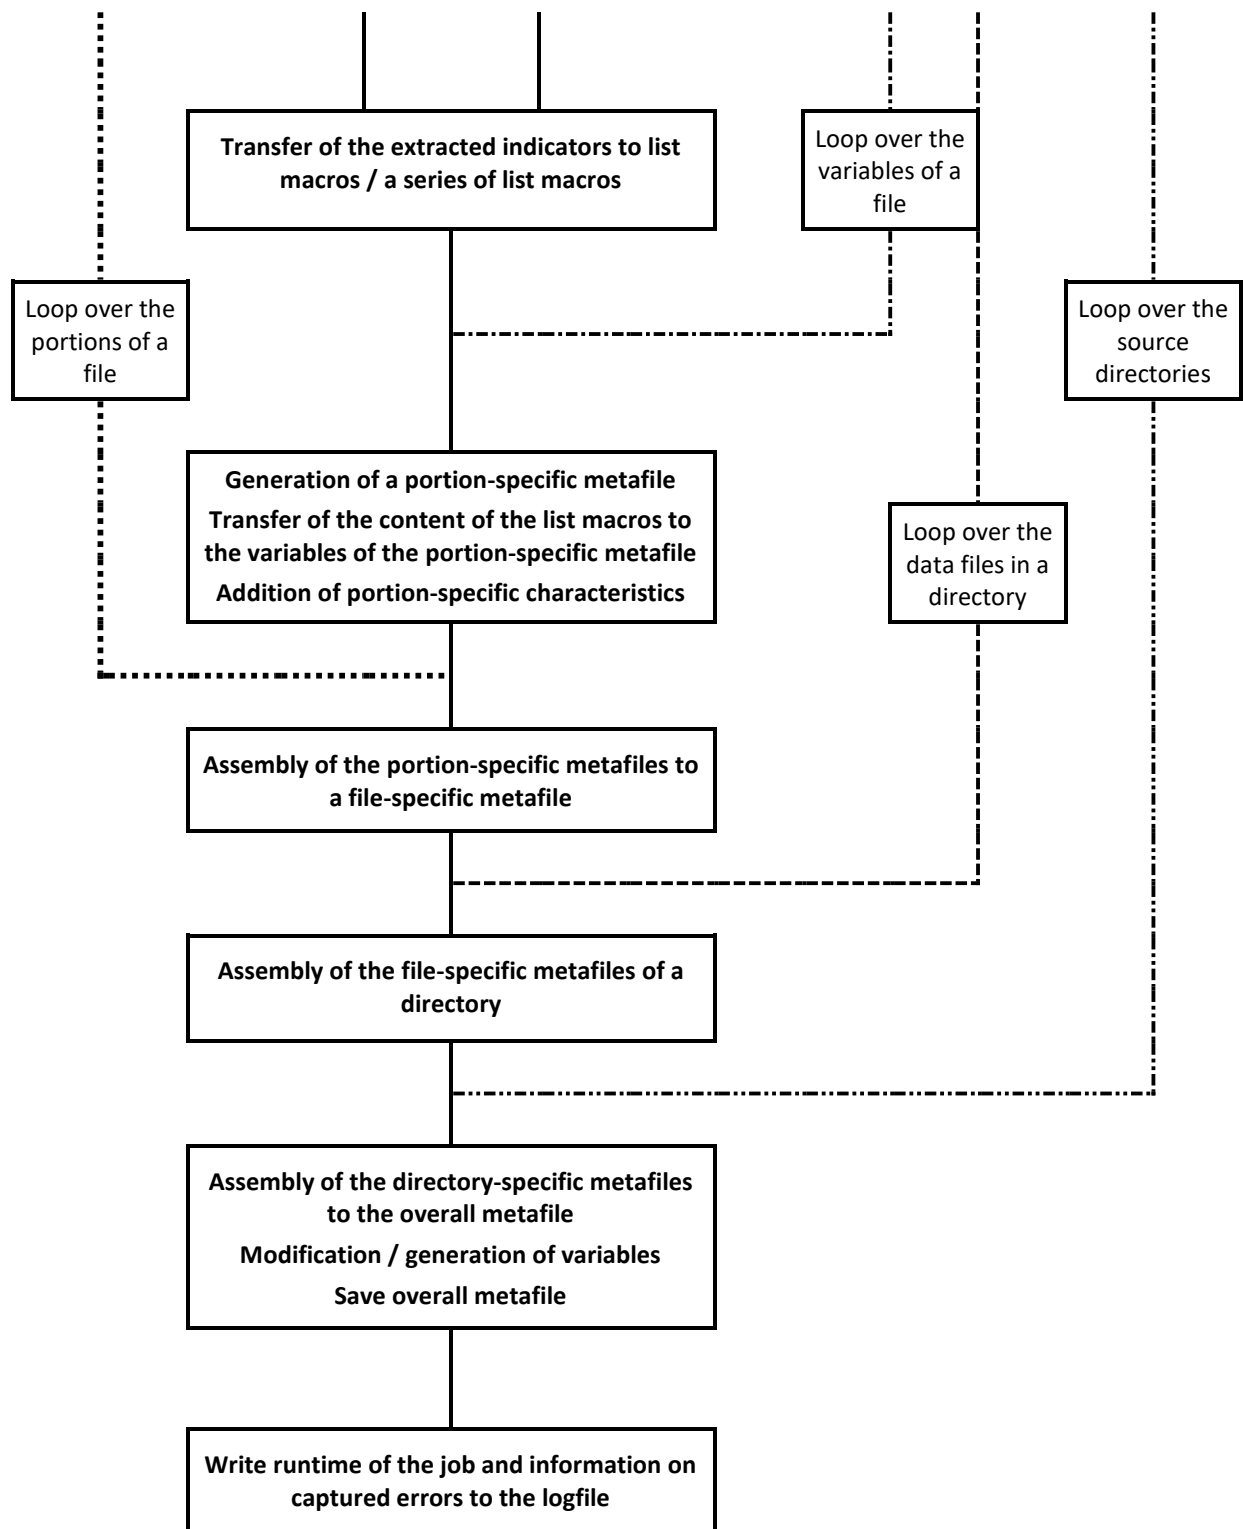 Transfer of the extracted indicators to list
macros / a series of list macros
Loop over the
variables of a
file
Loop over the
portions of a
file
Loop over the
source
directories
Generation of a portion-specific metafile
Transfer of the content of the list macros to
the variables of the portion-specific metafile
Addition of portion-specific characteristics
Loop over the
data files in a
directory
Assembly of the portion-specific metafiles to
a file-specific metafile
Assembly of the file-specific metafiles of a
directory
Assembly of the directory-specific metafiles
to the overall metafile
Modification / generation of variables
Save overall metafile
Write runtime of the job and information on
captured errors to the logfile